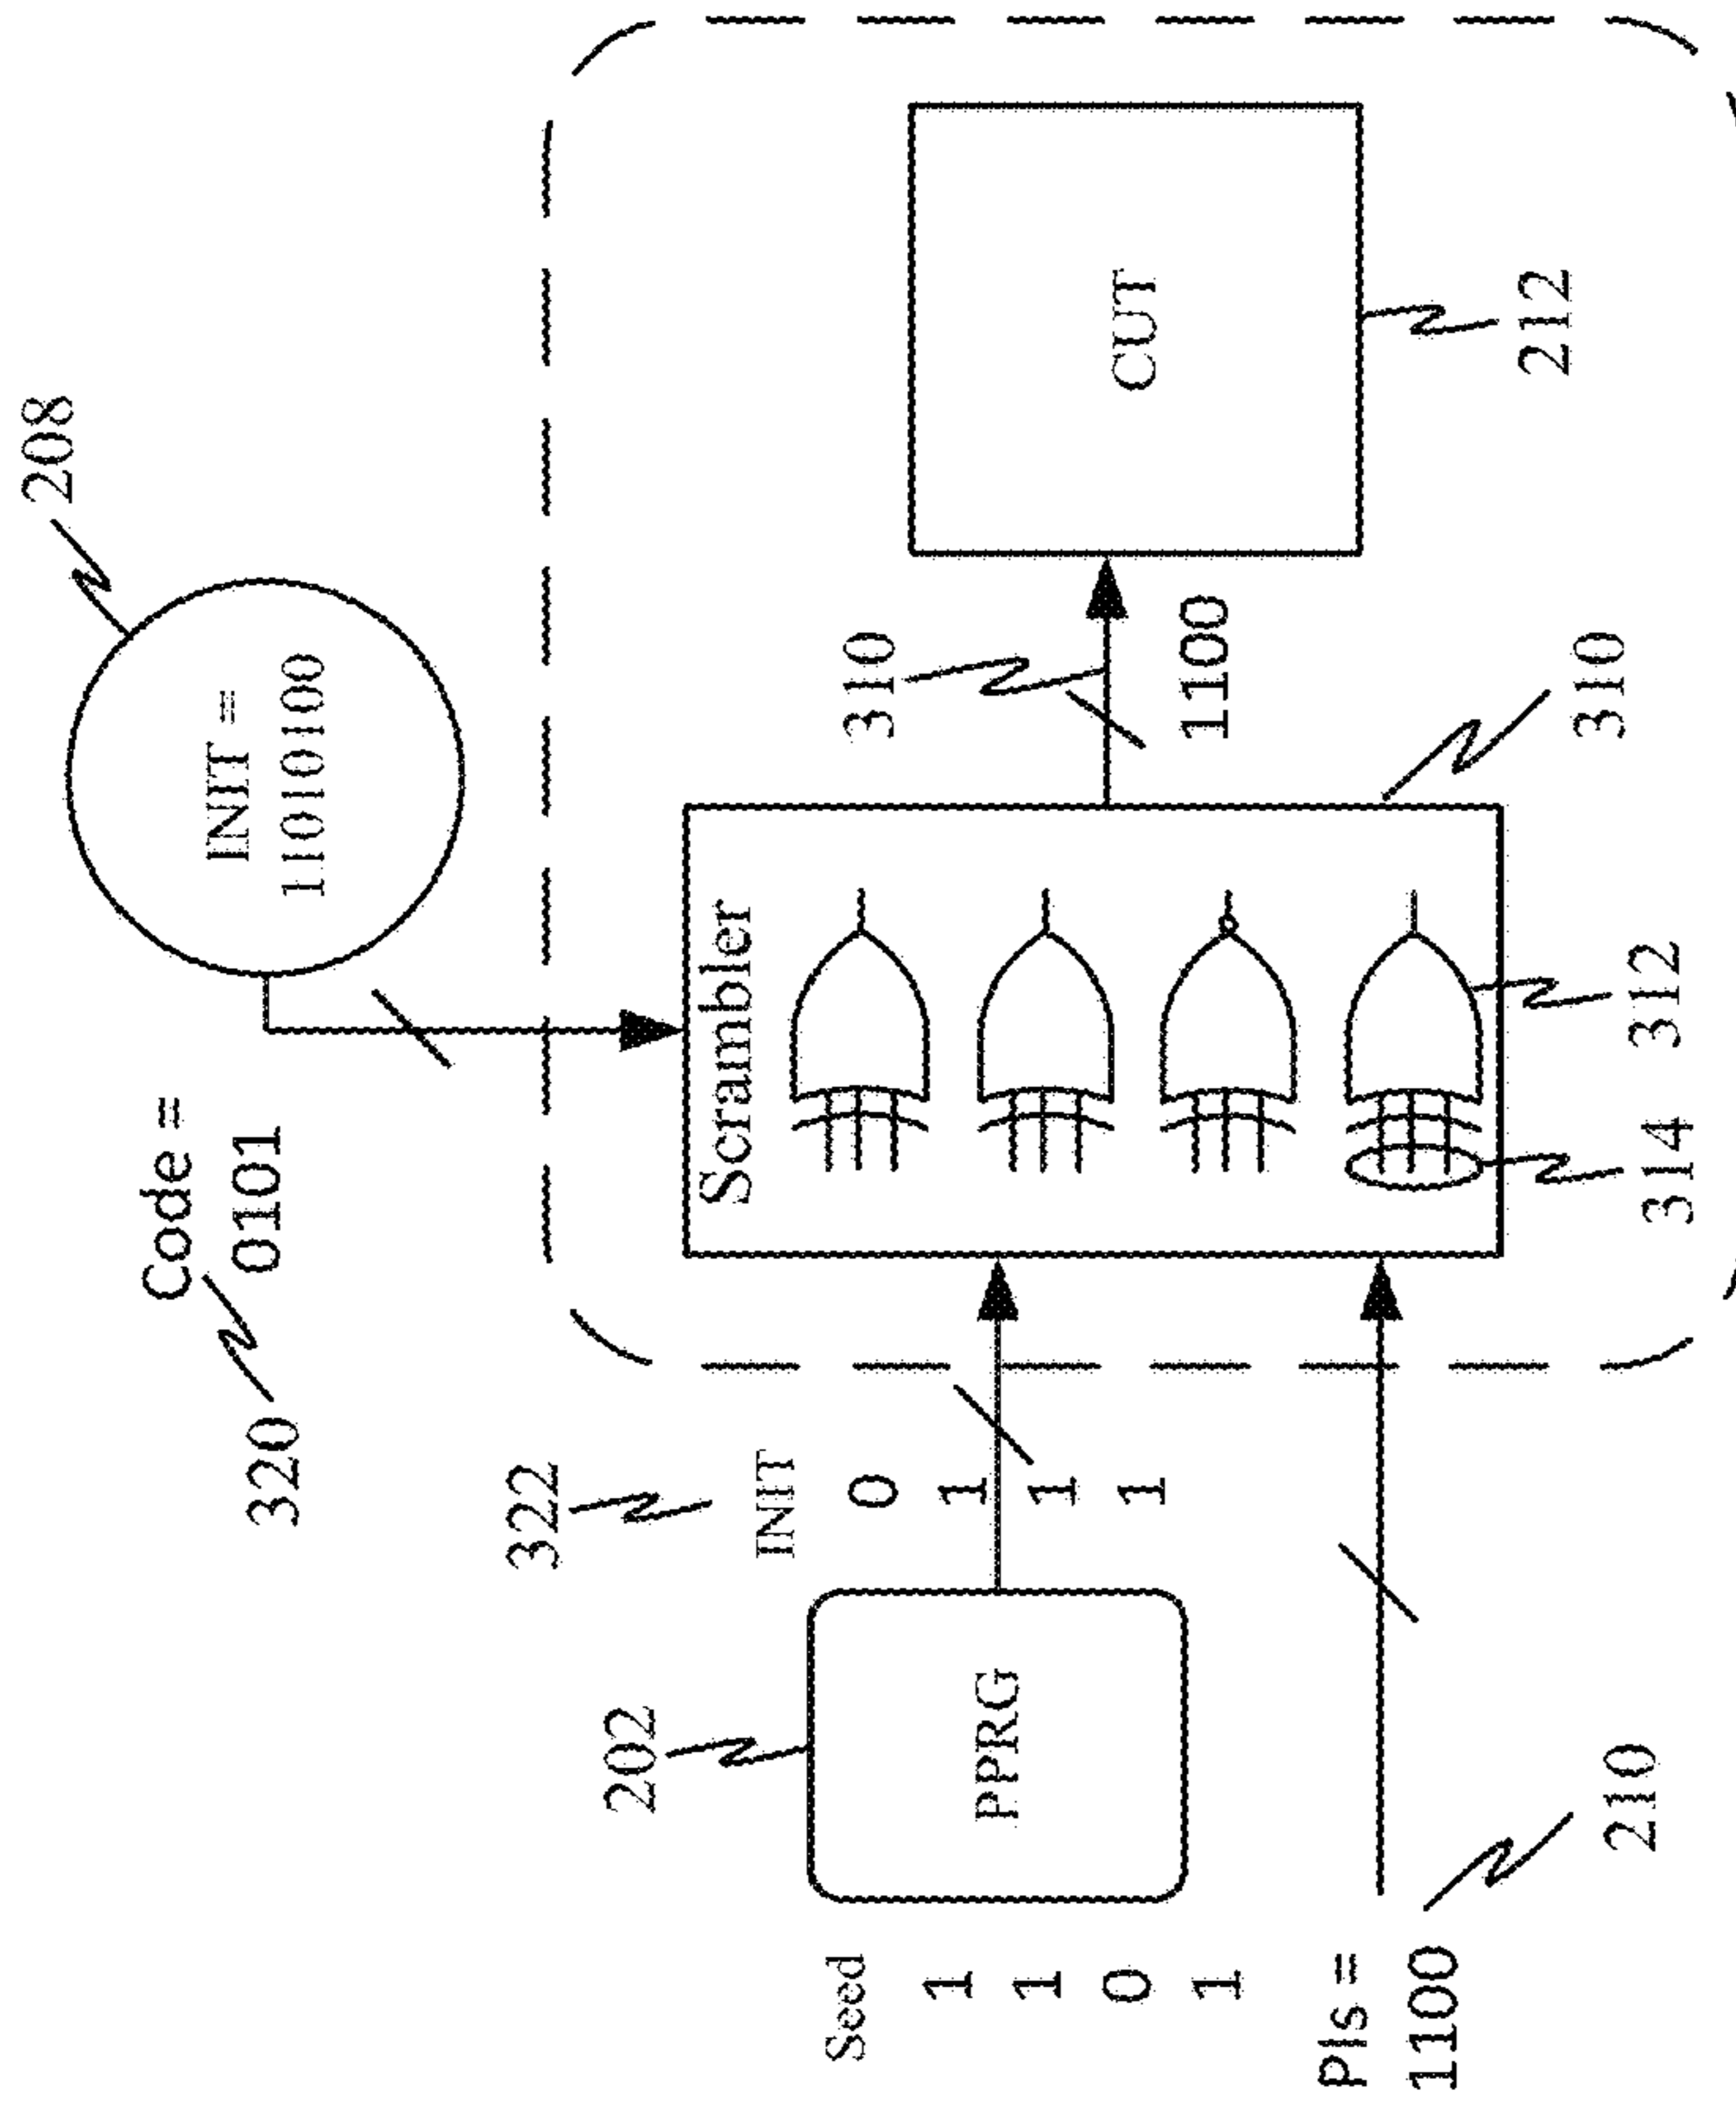 208
INIT =
11010100
Code =
0101
320
322
INIT
0
1
1
1
202
PPRG
Seed
1
1
0
1
PIs =
1100
210
Scrambler
314
312
310
310
1100
CUT
212